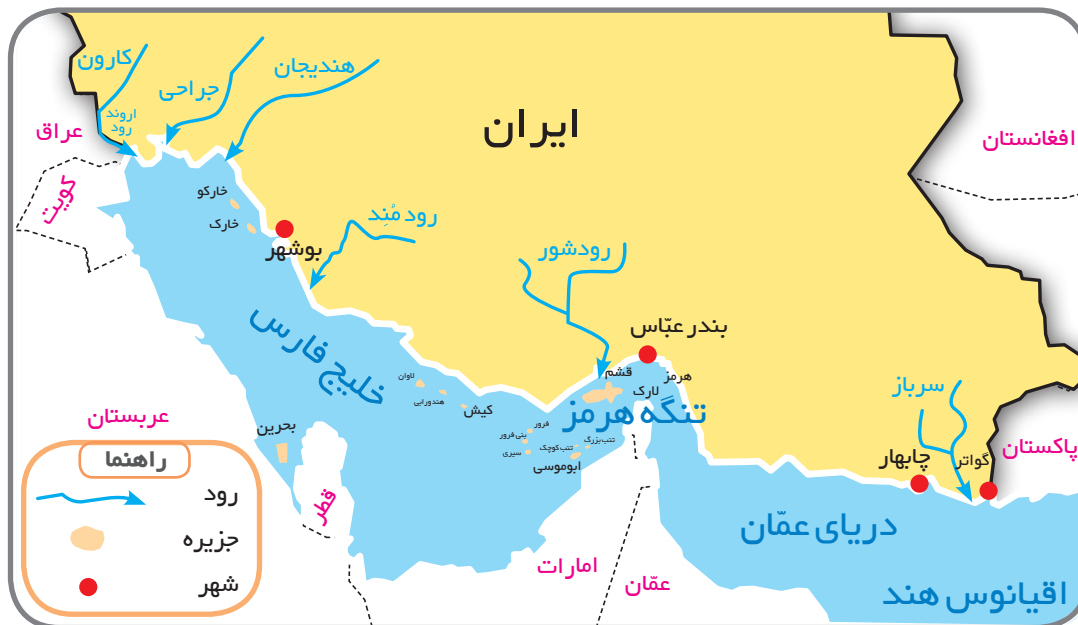 کارون
جراحی
هندیجان
اروند
رود
ایران
عراق
افغانستان
کویت
خارکو
خارک
بوشهر
رود مُند
رودشور
خلیج فارس
بندر عبّاس
قشم
هرمز
لارک
تنگه هرمز
سرباز
لاوان
هندورابی
کیش
فرور
بنی فرور
سیری
تنب بزرگ
تنب کوچک
ابوموسی
چابهار
گواتر
پاکستان
عربستان
بحرین
قطر
امارات
عمّان
دریای عمّان
اقیانوس هند
راهنما
رود
جزیره
شهر